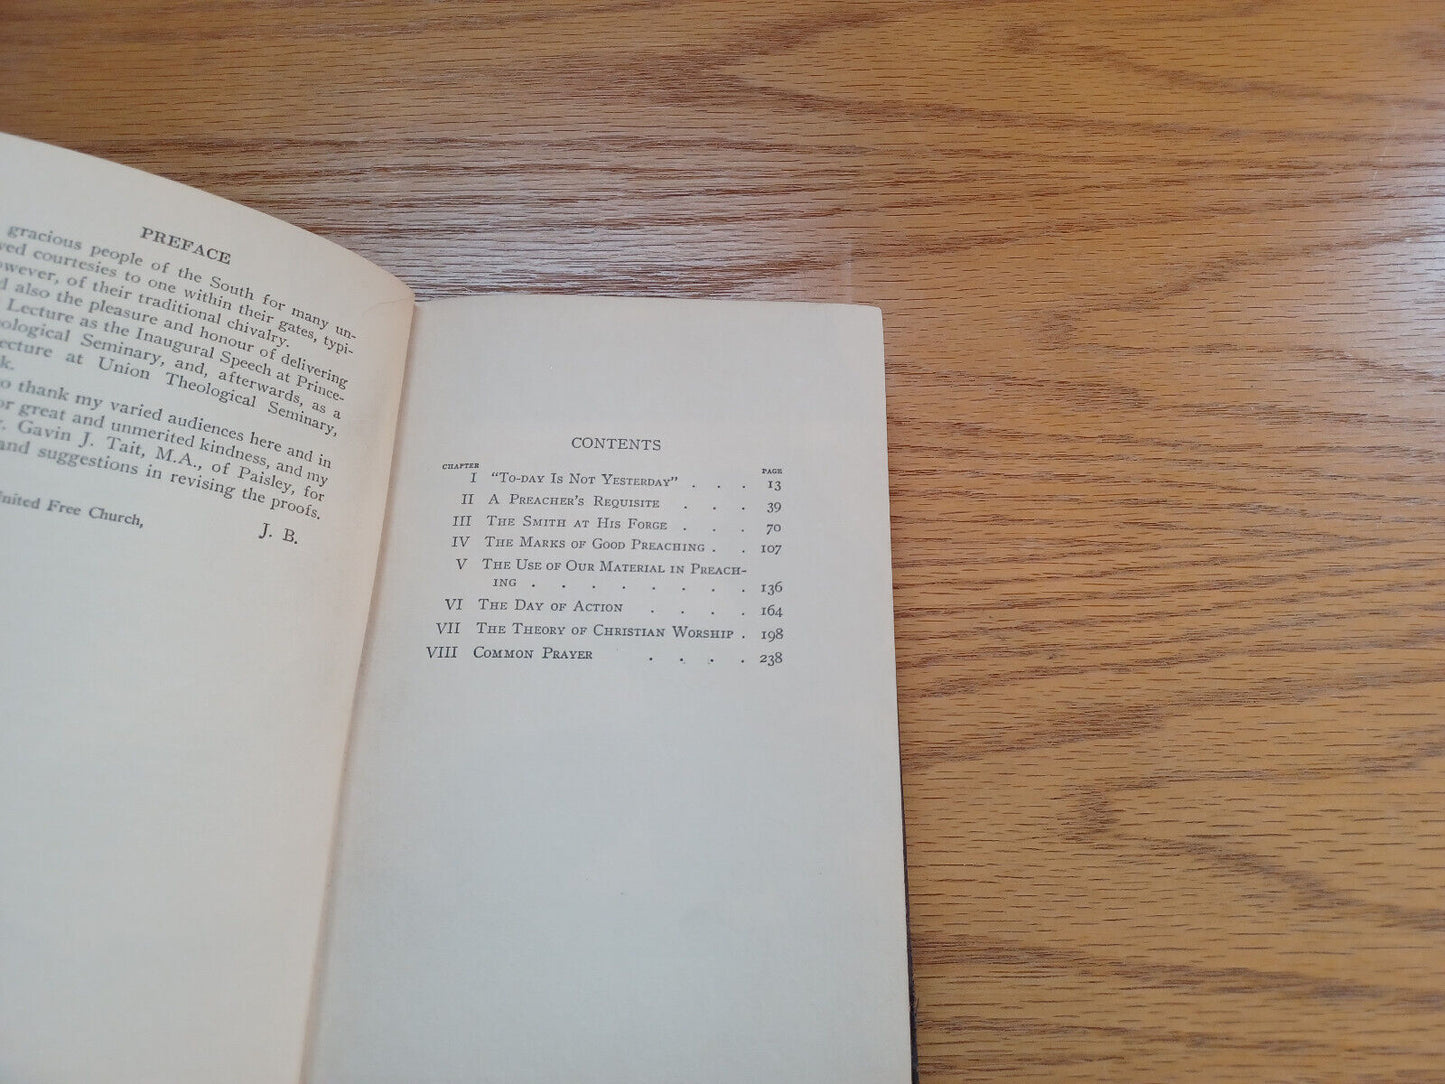 PREFACE
gracious people of the South for many un-
courtesies to one within their gates, typi-
of their traditional chivalry.
also the pleasure and honour of delivering
Lecture as the Inaugural Speech at Prince-
Seminary, and, afterwards, as a
at Union Theological Seminary,
thank my varied audiences here and in
great and unmerited kindness, and my
Gavin J. Tait, M.A., of Paisley, for
and suggestions in revising the proofs.
J. B.
United Free Church,
CONTENTS
CHAPTER PAGE
I "To-day Is Not Yesterday" . . . 13
II A Preacher's Requisite . . . 39
III The Smith at His Forge . . . 70
IV The Marks of Good Preaching . . 107
V The Use of Our Material in Preach-
ing . . . . . . . . 136
VI The Day of Action . . . . 164
VII The Theory of Christian Worship . 198
VIII Common Prayer . . . . 238